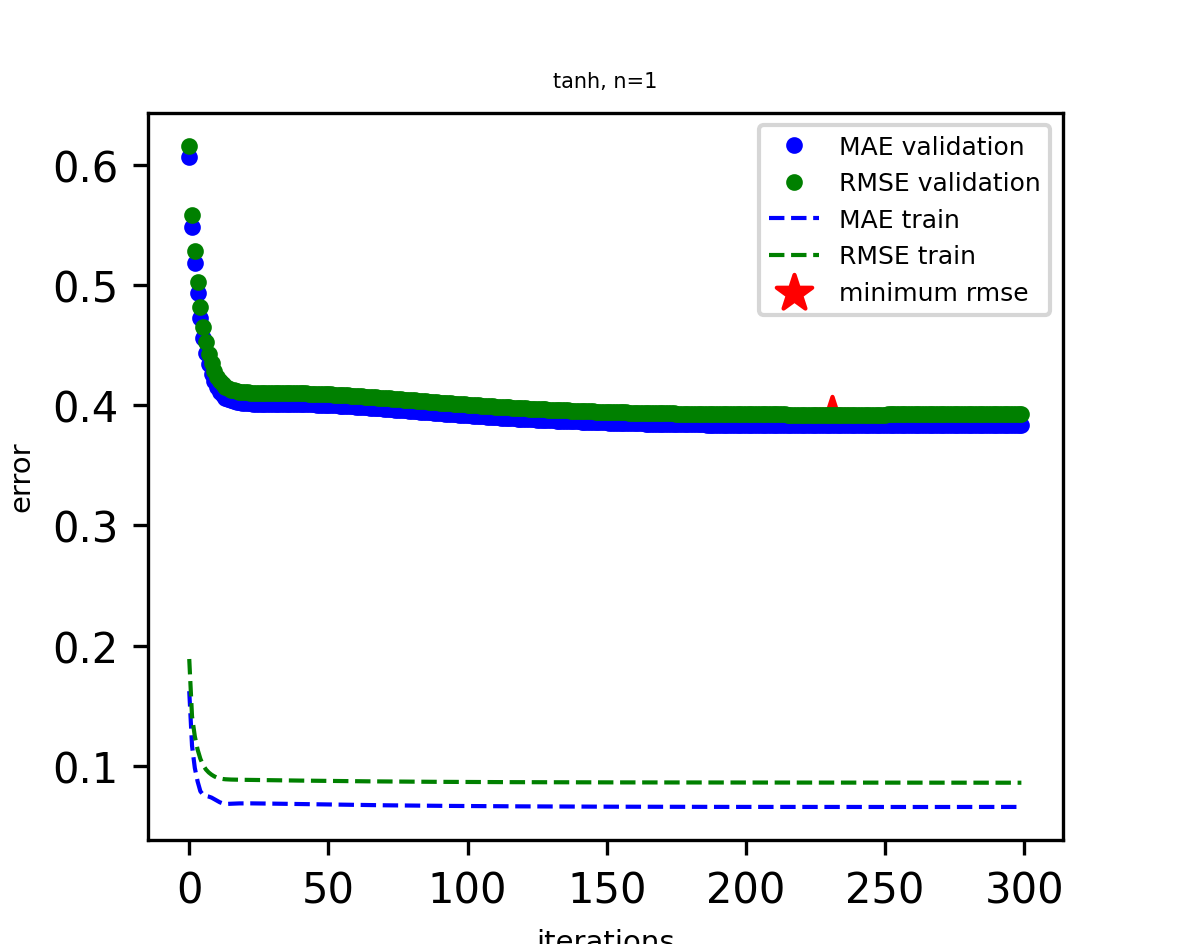 tanh, n=1
MAE validation
RMSE validation
MAE train
RMSE train
minimum rmse
0.6
0.5
0.4
0.3
0.2
0.1
error
0 50 100 150 200 250 300
iterations